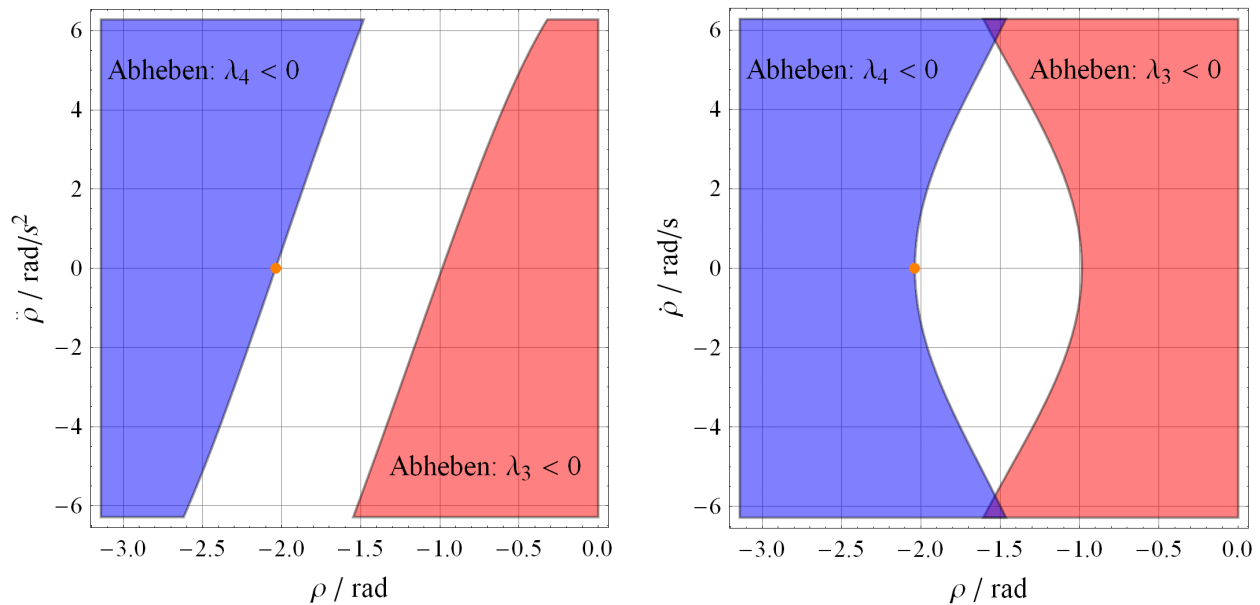 6
4
2
0
−2
−4
−6
ρ̈ / rad/s²
Abheben: λ₄ < 0
Abheben: λ₃ < 0
−3.0 −2.5 −2.0 −1.5 −1.0 −0.5 0.0
ρ / rad
6
4
2
0
−2
−4
−6
ρ̇ / rad/s
Abheben: λ₄ < 0 Abheben: λ₃ < 0
−3.0 −2.5 −2.0 −1.5 −1.0 −0.5 0.0
ρ / rad